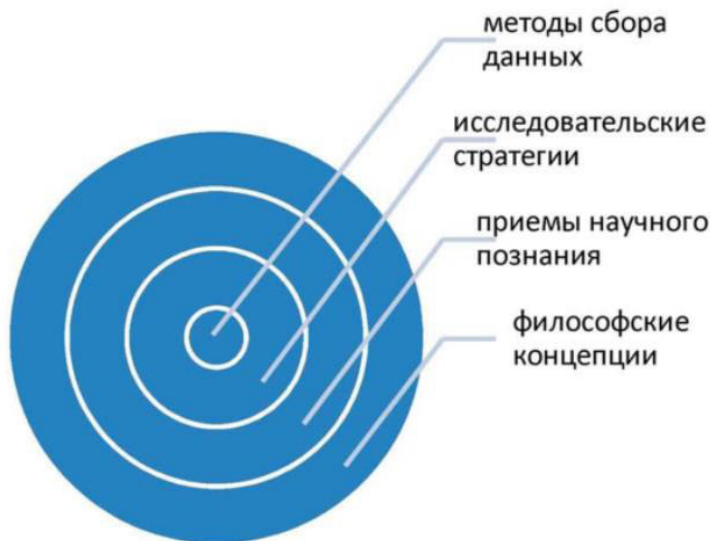 методы сбора
данных
исследовательские
стратегии
приемы научного
познания
философские
концепции